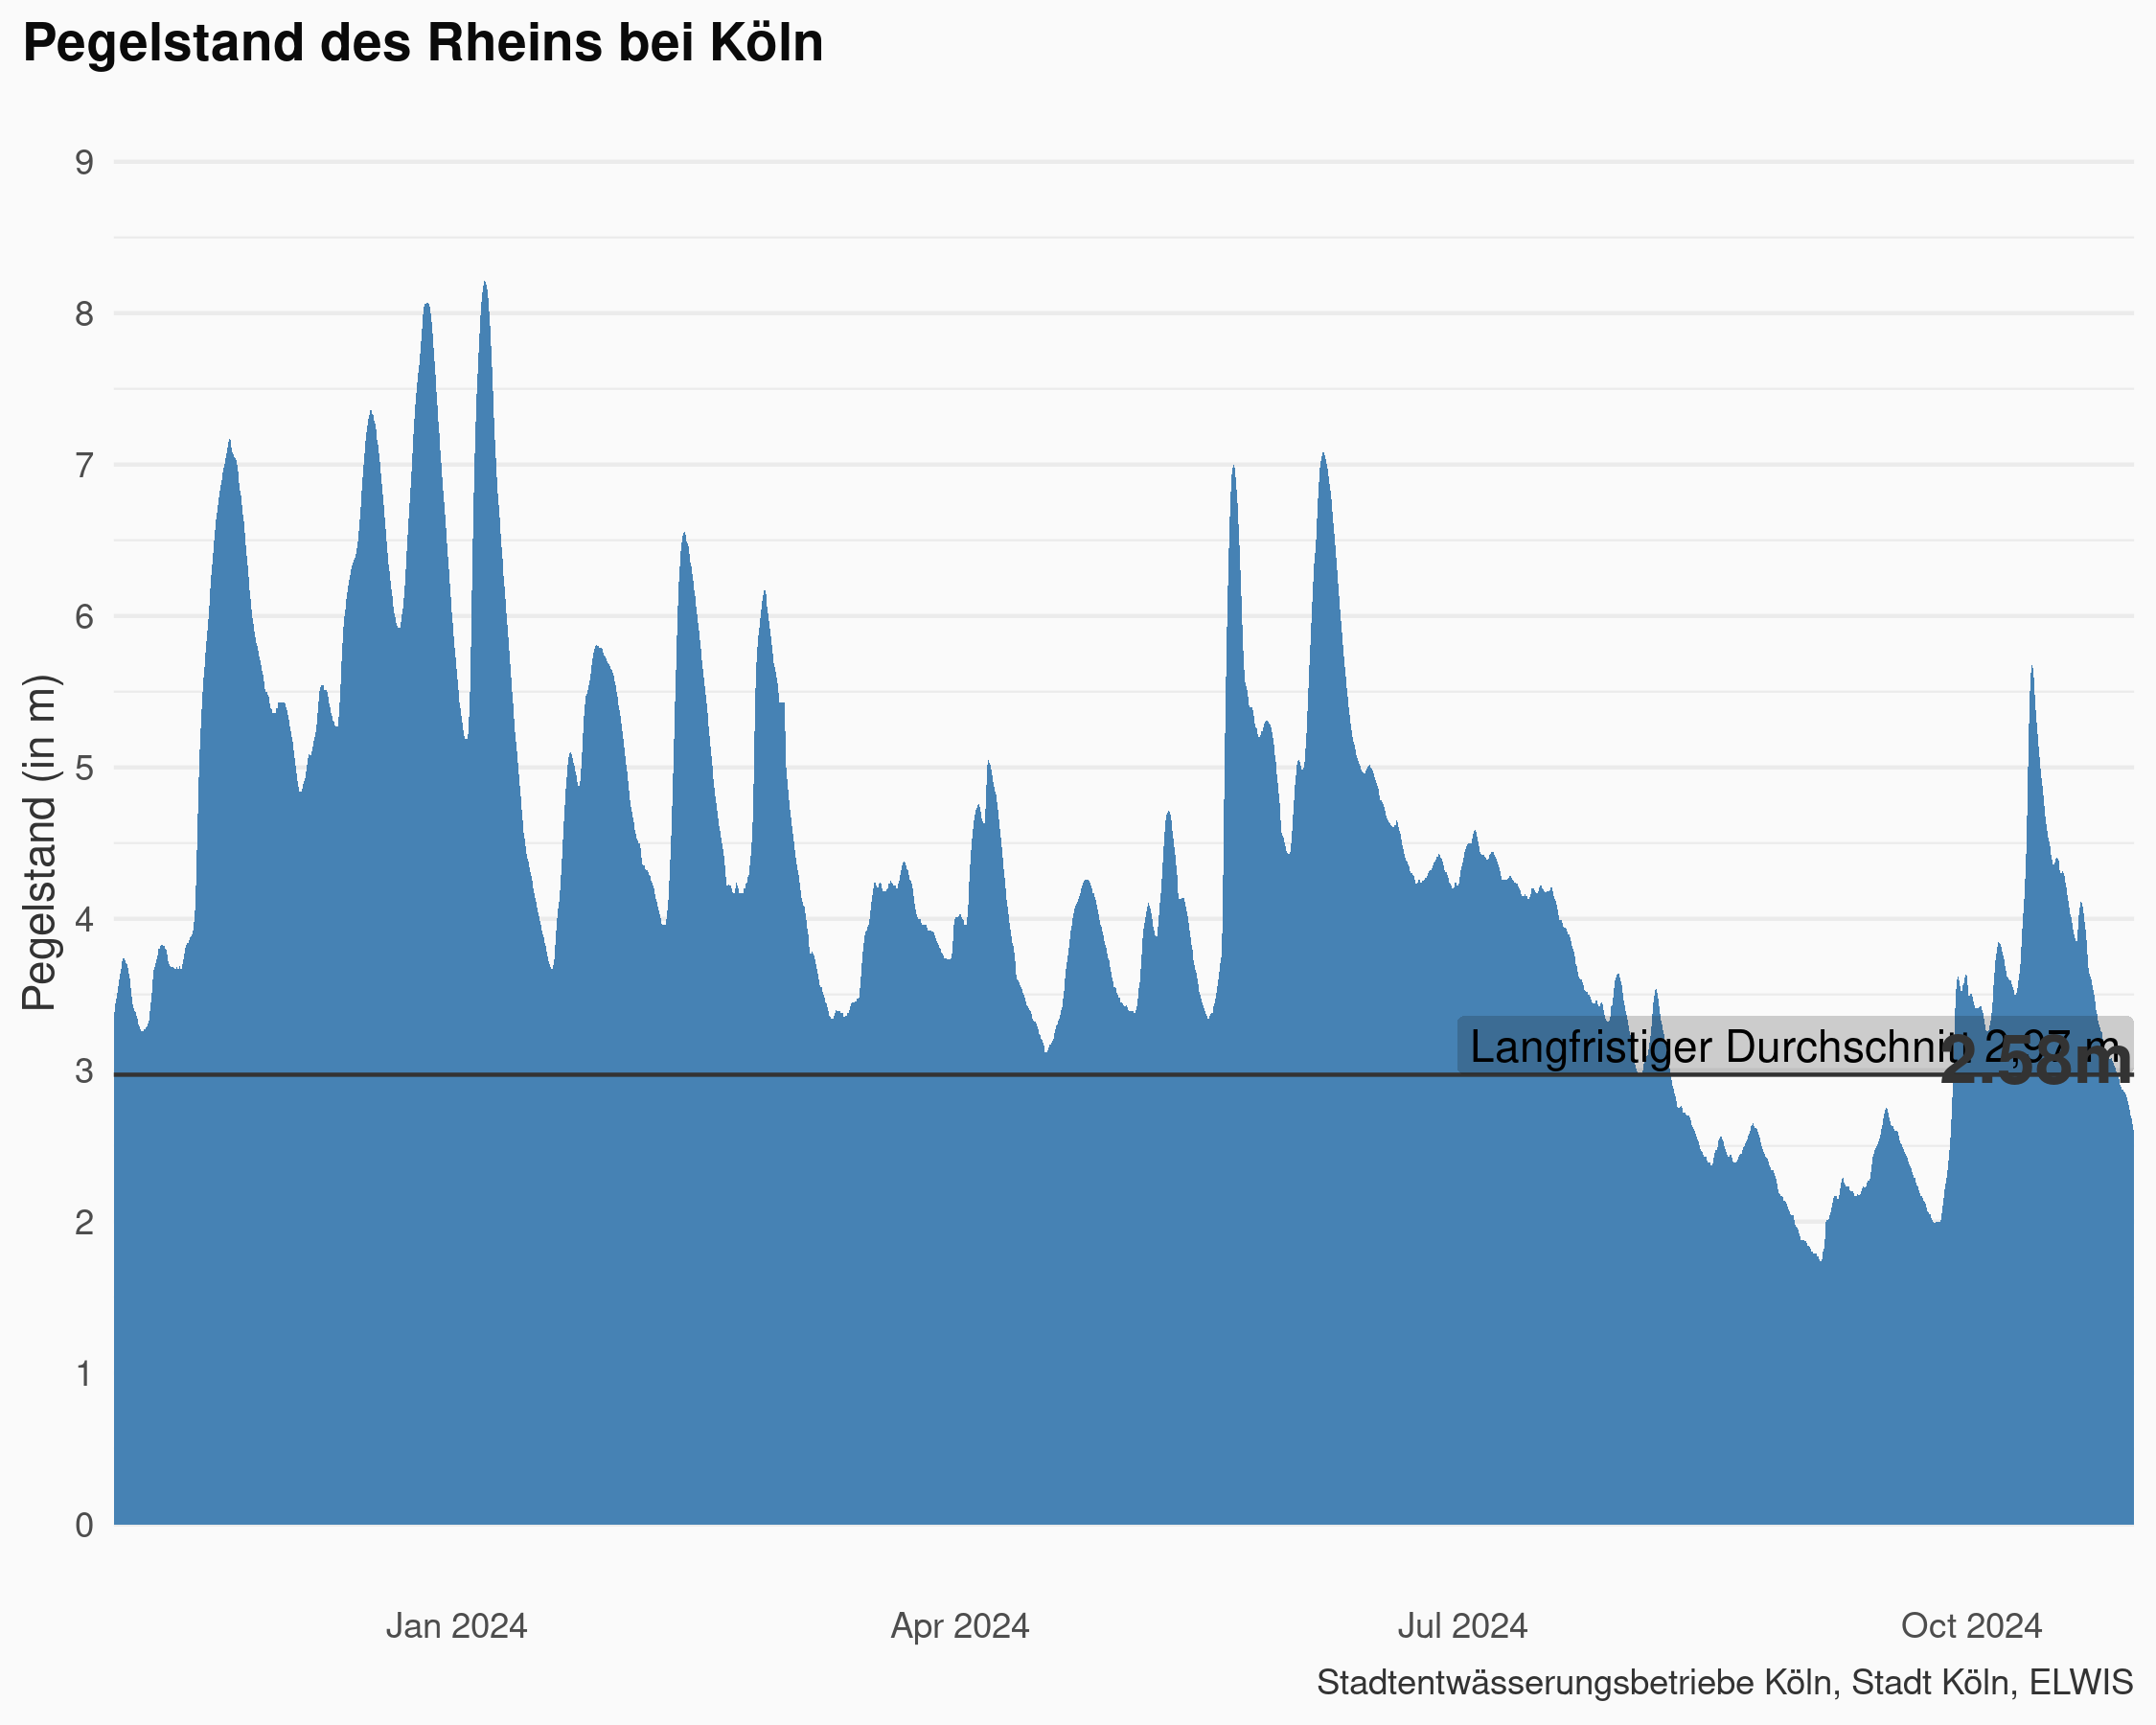 Pegelstand des Rheins bei Köln
Pegelstand (in m)
9
8
7
6
5
4
3
2
1
0
Langfristiger Durchschnitt 2,97 m
2.58m
Jan 2024
Apr 2024
Jul 2024
Oct 2024
Stadtentwässerungsbetriebe Köln, Stadt Köln, ELWIS